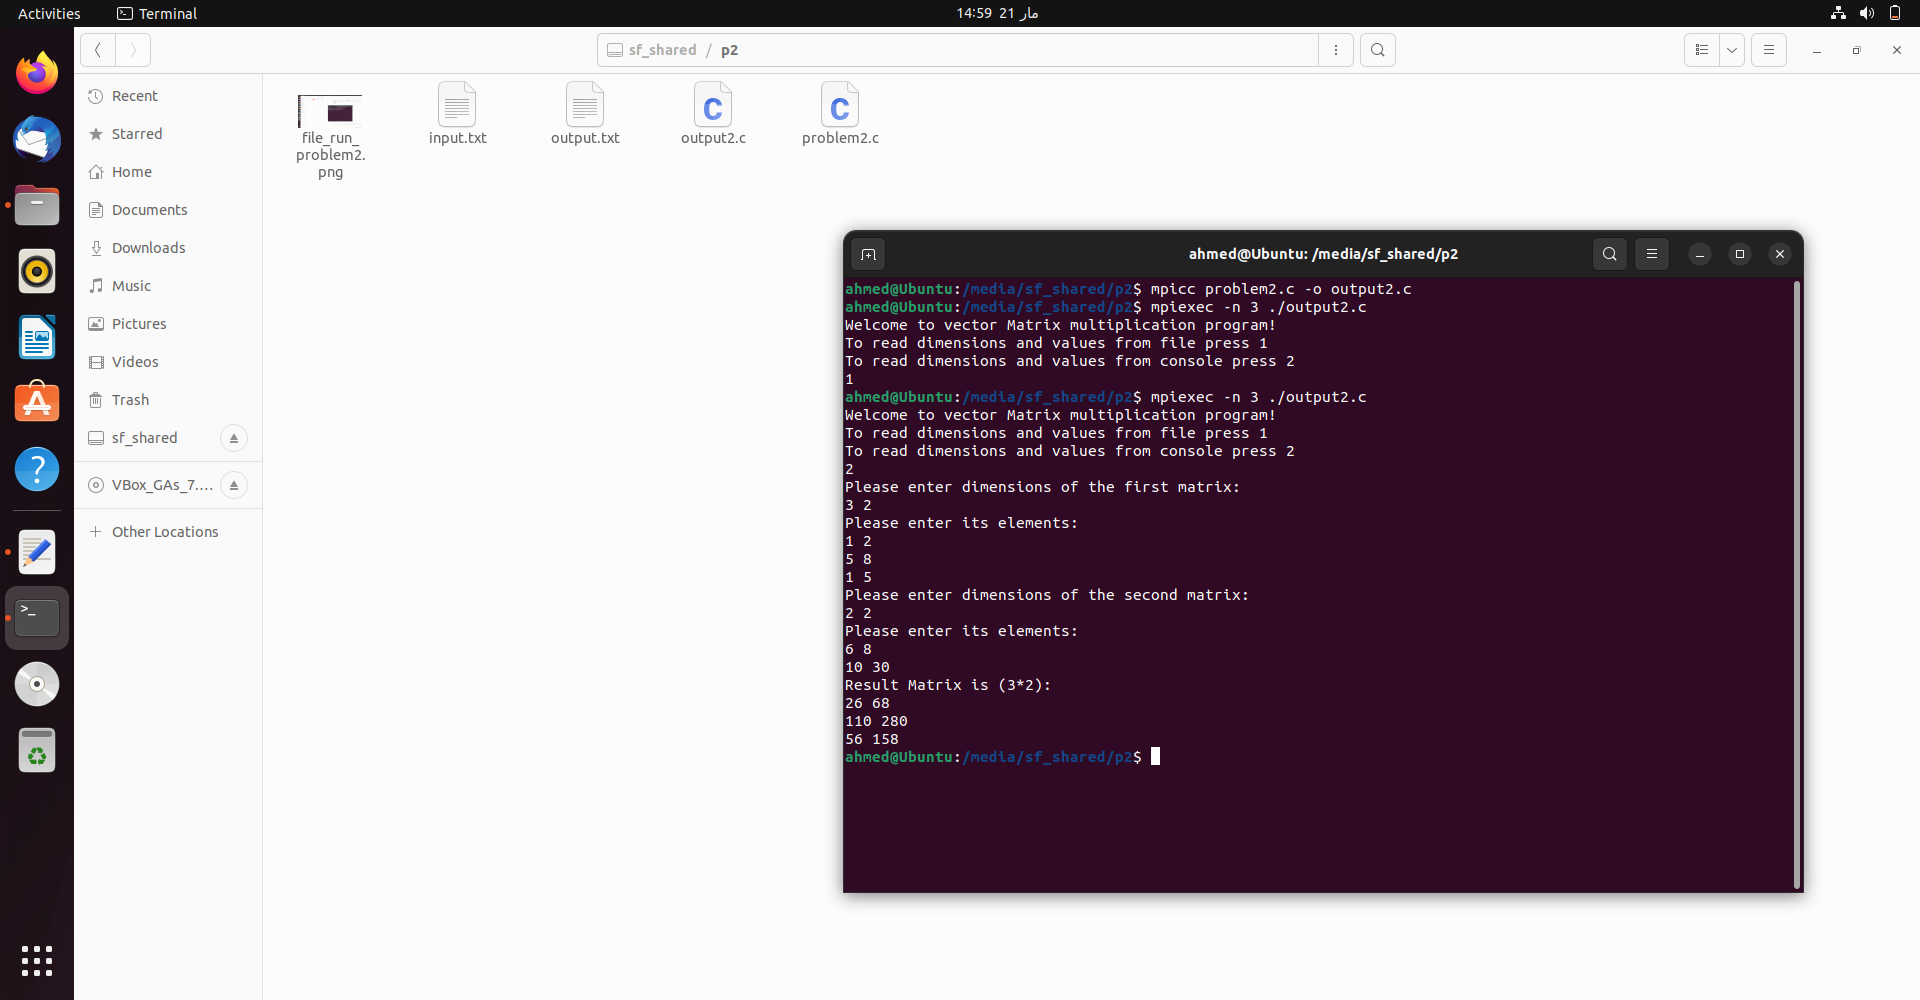 Activities
Terminal
14:59 21 مار
sf_shared / p2
Recent
Starred
Home
Documents
Downloads
Music
Pictures
Videos
Trash
sf_shared
VBox_GAs_7....
Other Locations
file_run_
problem2.
png
input.txt
output.txt
output2.c
problem2.c
ahmed@Ubuntu: /media/sf_shared/p2
ahmed@Ubuntu:/media/sf_shared/p2$ mpicc problem2.c -o output2.c
ahmed@Ubuntu:/media/sf_shared/p2$ mpiexec -n 3 ./output2.c
Welcome to vector Matrix multiplication program!
To read dimensions and values from file press 1
To read dimensions and values from console press 2
1
ahmed@Ubuntu:/media/sf_shared/p2$ mpiexec -n 3 ./output2.c
Welcome to vector Matrix multiplication program!
To read dimensions and values from file press 1
To read dimensions and values from console press 2
2
Please enter dimensions of the first matrix:
3 2
Please enter its elements:
1 2
5 8
1 5
Please enter dimensions of the second matrix:
2 2
Please enter its elements:
6 8
10 30
Result Matrix is (3*2):
26 68
110 280
56 158
ahmed@Ubuntu:/media/sf_shared/p2$